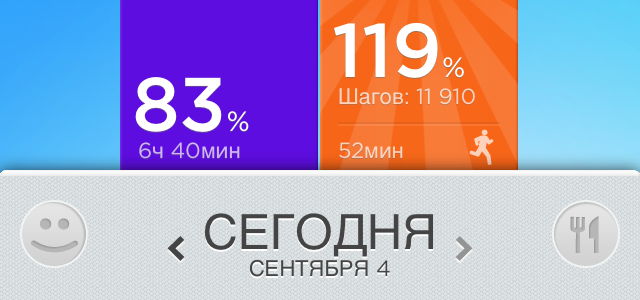 83%
6ч 40мин
119%
Шагов: 11 910
52мин
СЕГОДНЯ
СЕНТЯБРЯ 4